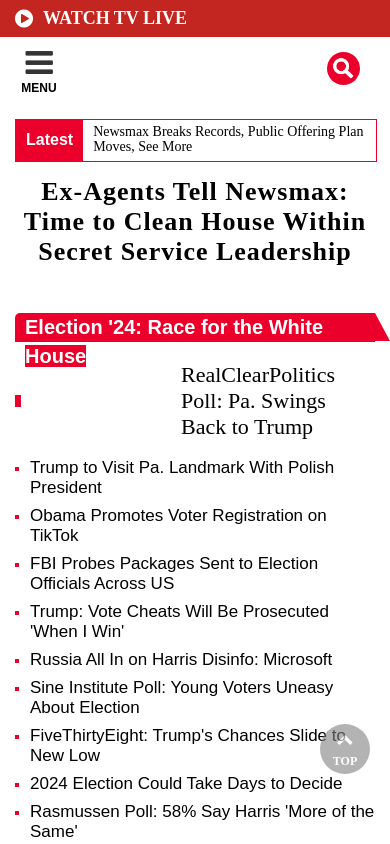 WATCH TV LIVE
MENU
Latest
Newsmax Breaks Records, Public Offering Plan
Moves, See More
Ex-Agents Tell Newsmax:
Time to Clean House Within
Secret Service Leadership
Election '24: Race for the White
House
RealClearPolitics
Poll: Pa. Swings
Back to Trump
Trump to Visit Pa. Landmark With Polish
President
Obama Promotes Voter Registration on
TikTok
FBI Probes Packages Sent to Election
Officials Across US
Trump: Vote Cheats Will Be Prosecuted
'When I Win'
Russia All In on Harris Disinfo: Microsoft
Sine Institute Poll: Young Voters Uneasy
About Election
FiveThirtyEight: Trump's Chances Slide to
New Low
TOP
2024 Election Could Take Days to Decide
Rasmussen Poll: 58% Say Harris 'More of the
Same'